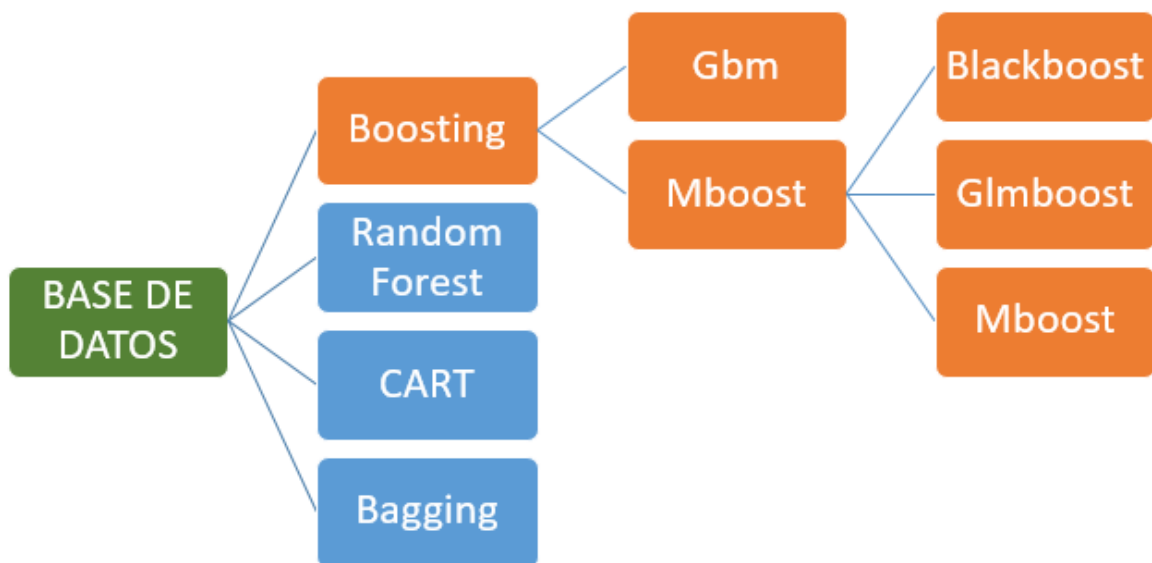 Gbm
Blackboost
Boosting
Mboost
Glmboost
Random
Forest
BASE DE
DATOS
Mboost
CART
Bagging